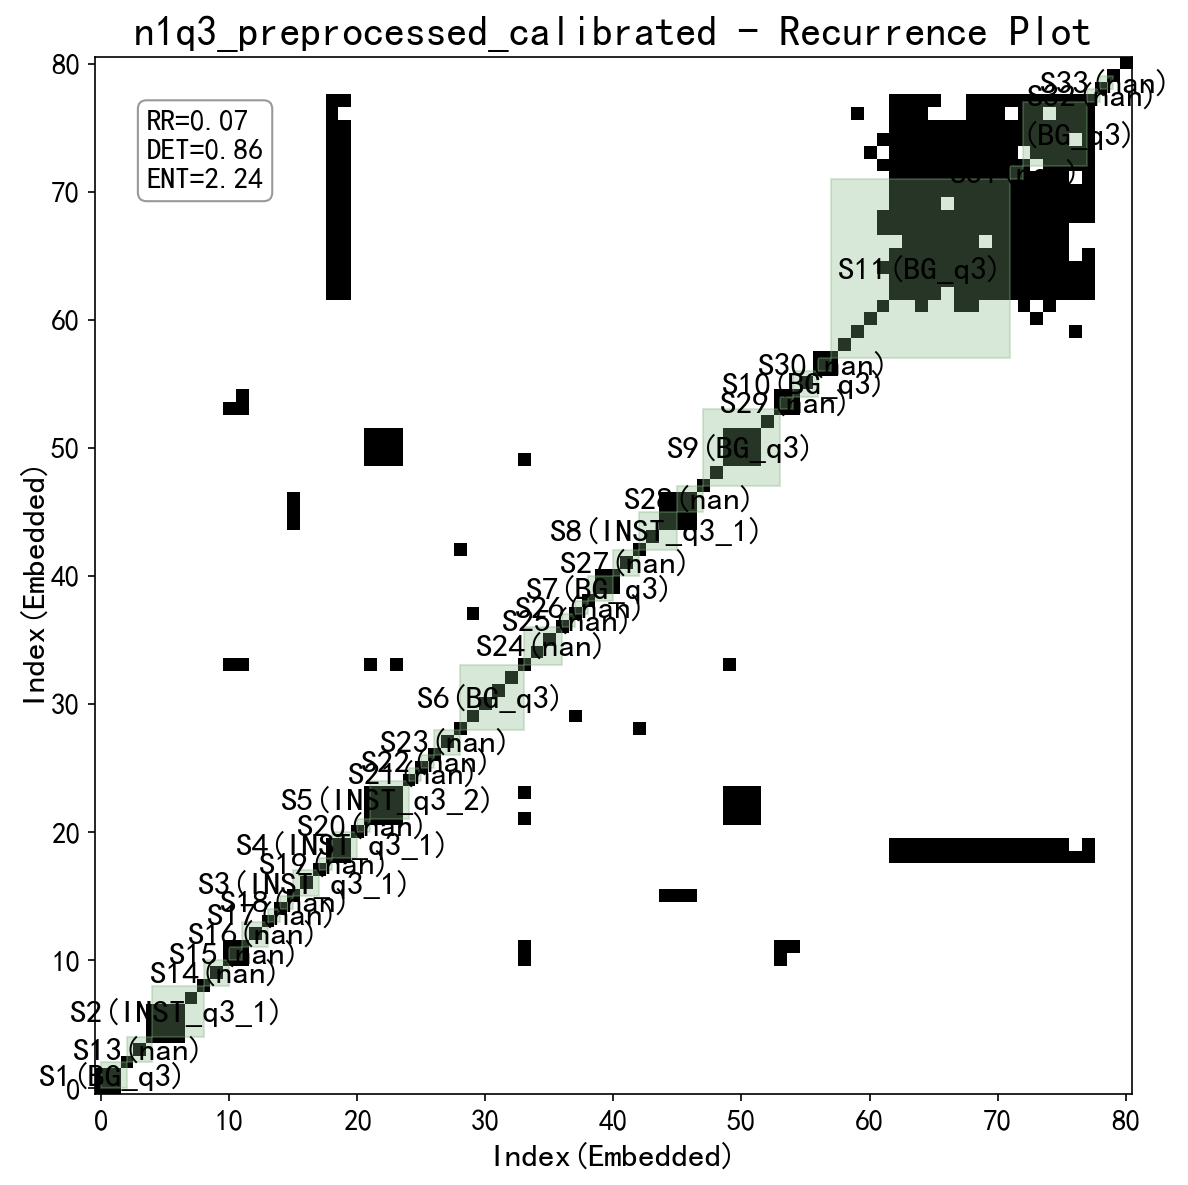 n1q3_preprocessed_calibrated - Recurrence Plot
RR=0.07
DET=0.86
ENT=2.24
S33(nan)
S32(nan)
(BG_q3)
S31(nan)
S11(BG_q3)
S30(nan)
S10(BG_q3)
S29(nan)
S9(BG_q3)
S28(nan)
S8(INST_q3_1)
S27(nan)
S7(BG_q3)
S26(nan)
S25(nan)
S24(nan)
S6(BG_q3)
S23(nan)
S22(nan)
S21(nan)
S5(INST_q3_2)
S20(nan)
S4(INST_q3_1)
S19(nan)
S3(INST_q3_1)
S18(nan)
S17(nan)
S16(nan)
S15(nan)
S14(nan)
S2(INST_q3_1)
S13(nan)
S1(BG_q3)
80
70
60
50
40
30
20
10
0
Index(Embedded)
0 10 20 30 40 50 60 70 80
Index(Embedded)